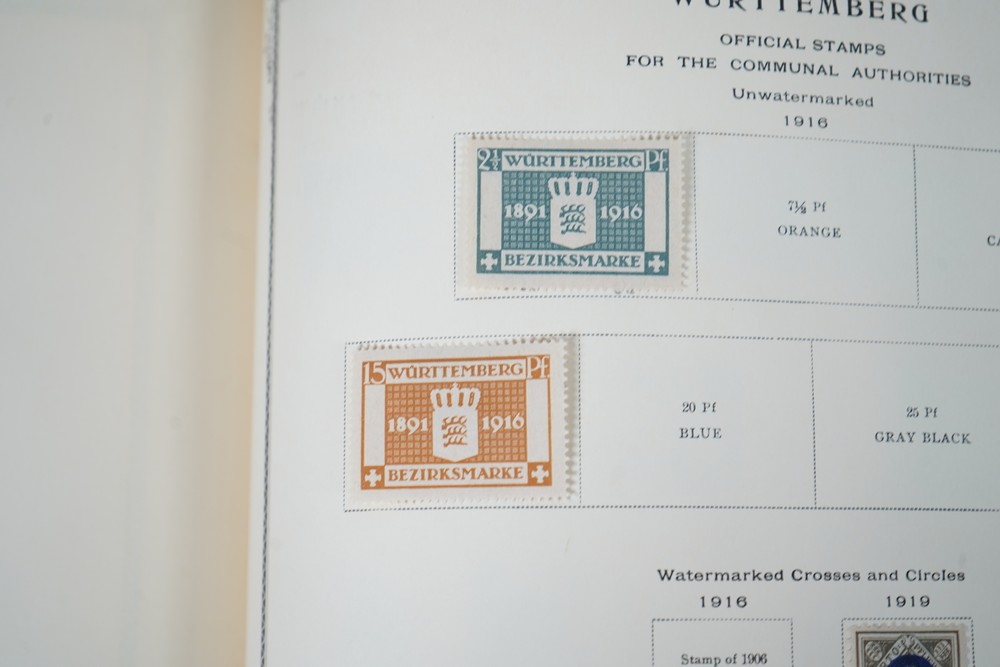 WÜRTTEMBERG
OFFICIAL STAMPS
FOR THE COMMUNAL AUTHORITIES
Unwatermarked
1916
2½ WÜRTTEMBERG Pf.
1891 1916
BEZIRKSMARKE
7½ Pf
ORANGE
15 WÜRTTEMBERG Pf.
1891 1916
BEZIRKSMARKE
20 Pf
BLUE
25 Pf
GRAY BLACK
Watermarked Crosses and Circles
1916 1919
Stamp of 1906